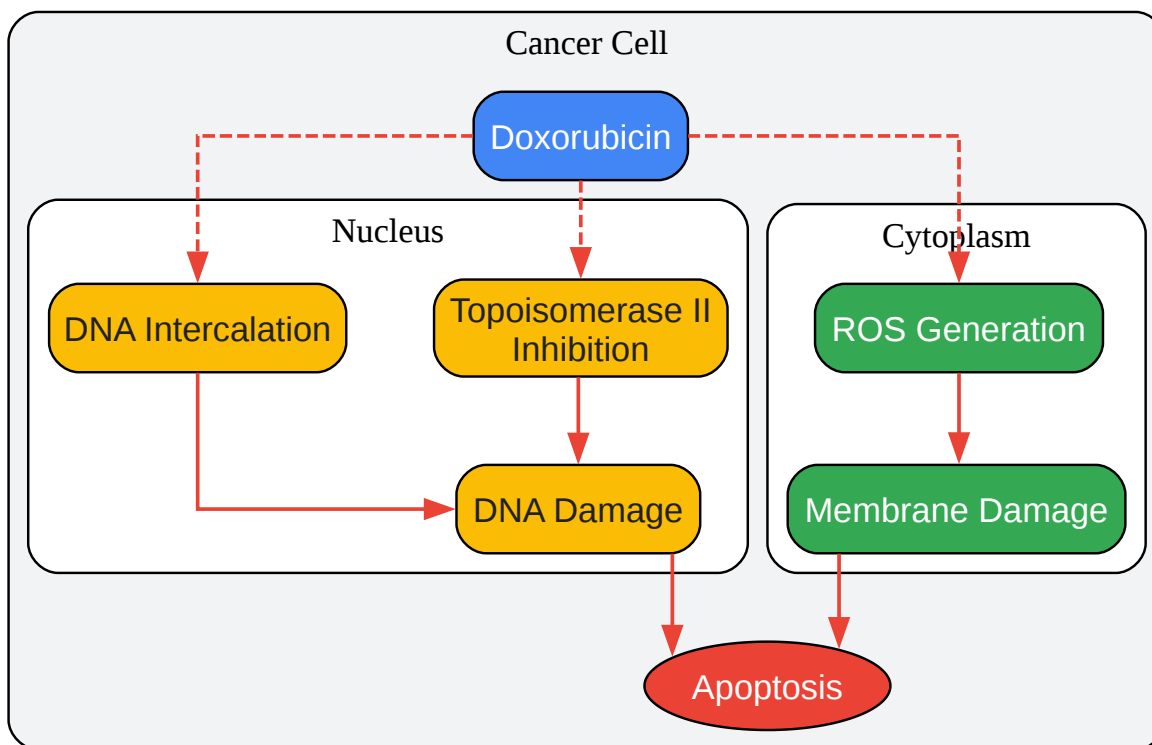 Cancer Cell
Doxorubicin
Nucleus
Cytoplasm
DNA Intercalation
Topoisomerase II
Inhibition
ROS Generation
DNA Damage
Membrane Damage
Apoptosis